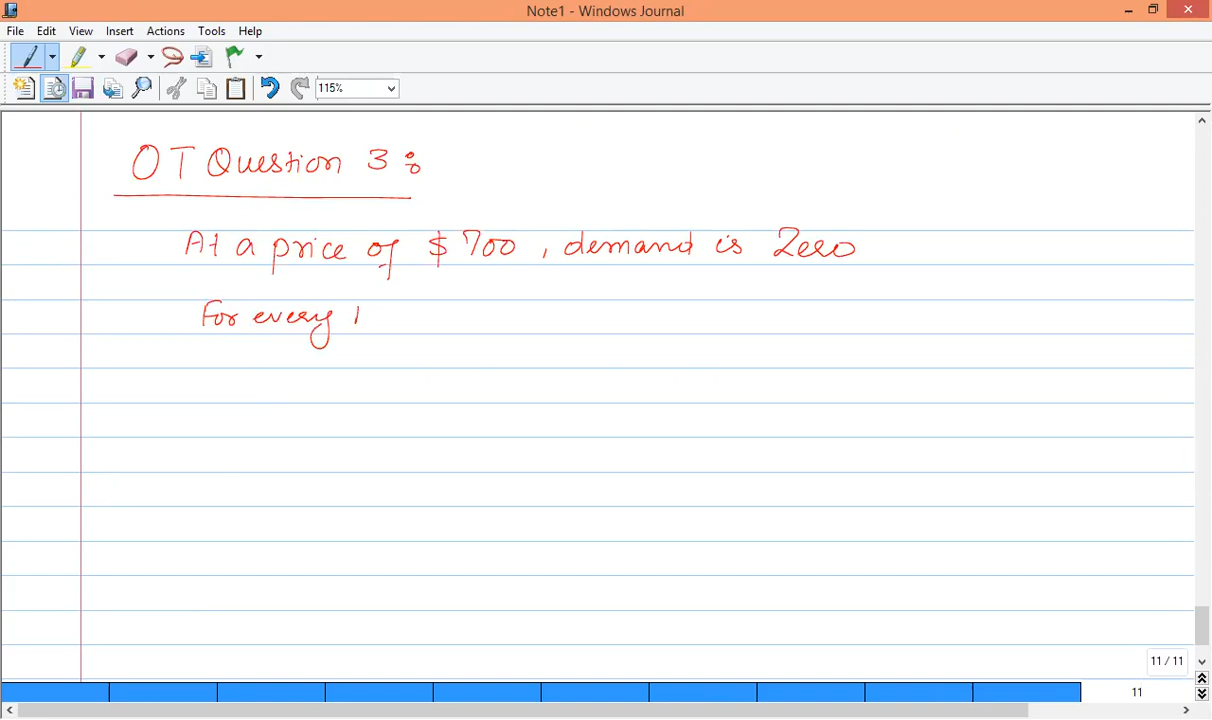 Note1 - Windows Journal
File Edit View Insert Actions Tools Help
115%
OT Question 3:
At a price of $700, demand is Zero
For every 1
11 / 11
11